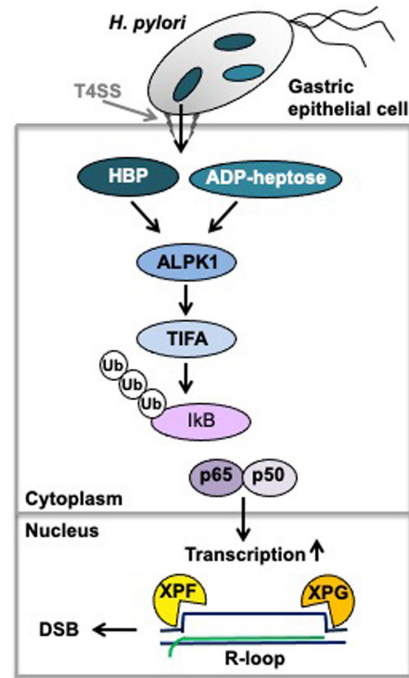 H. pylori
T4SS
Gastric
epithelial cell
HBP
ADP-heptose
ALPK1
TIFA
Ub
Ub
Ub
IkB
p65
p50
Cytoplasm
Nucleus
Transcription
XPF
XPG
DSB
R-loop